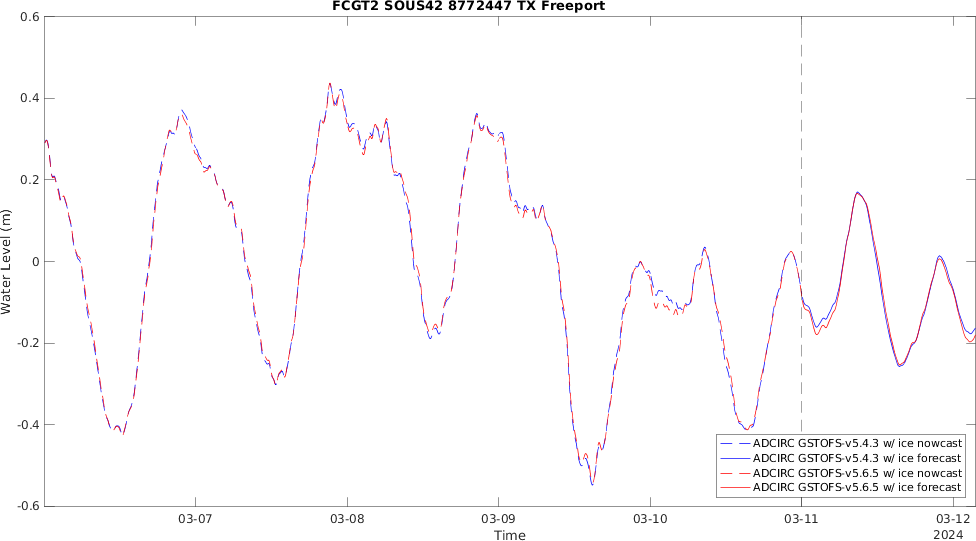 FCGT2 SOUS42 8772447 TX Freeport
0.6
0.4
0.2
0
-0.2
-0.4
-0.6
Water Level (m)
03-07
03-08
03-09
03-10
03-11
03-12
Time
2024
ADCIRC GSTOFS-v5.4.3 w/ ice nowcast
ADCIRC GSTOFS-v5.4.3 w/ ice forecast
ADCIRC GSTOFS-v5.6.5 w/ ice nowcast
ADCIRC GSTOFS-v5.6.5 w/ ice forecast